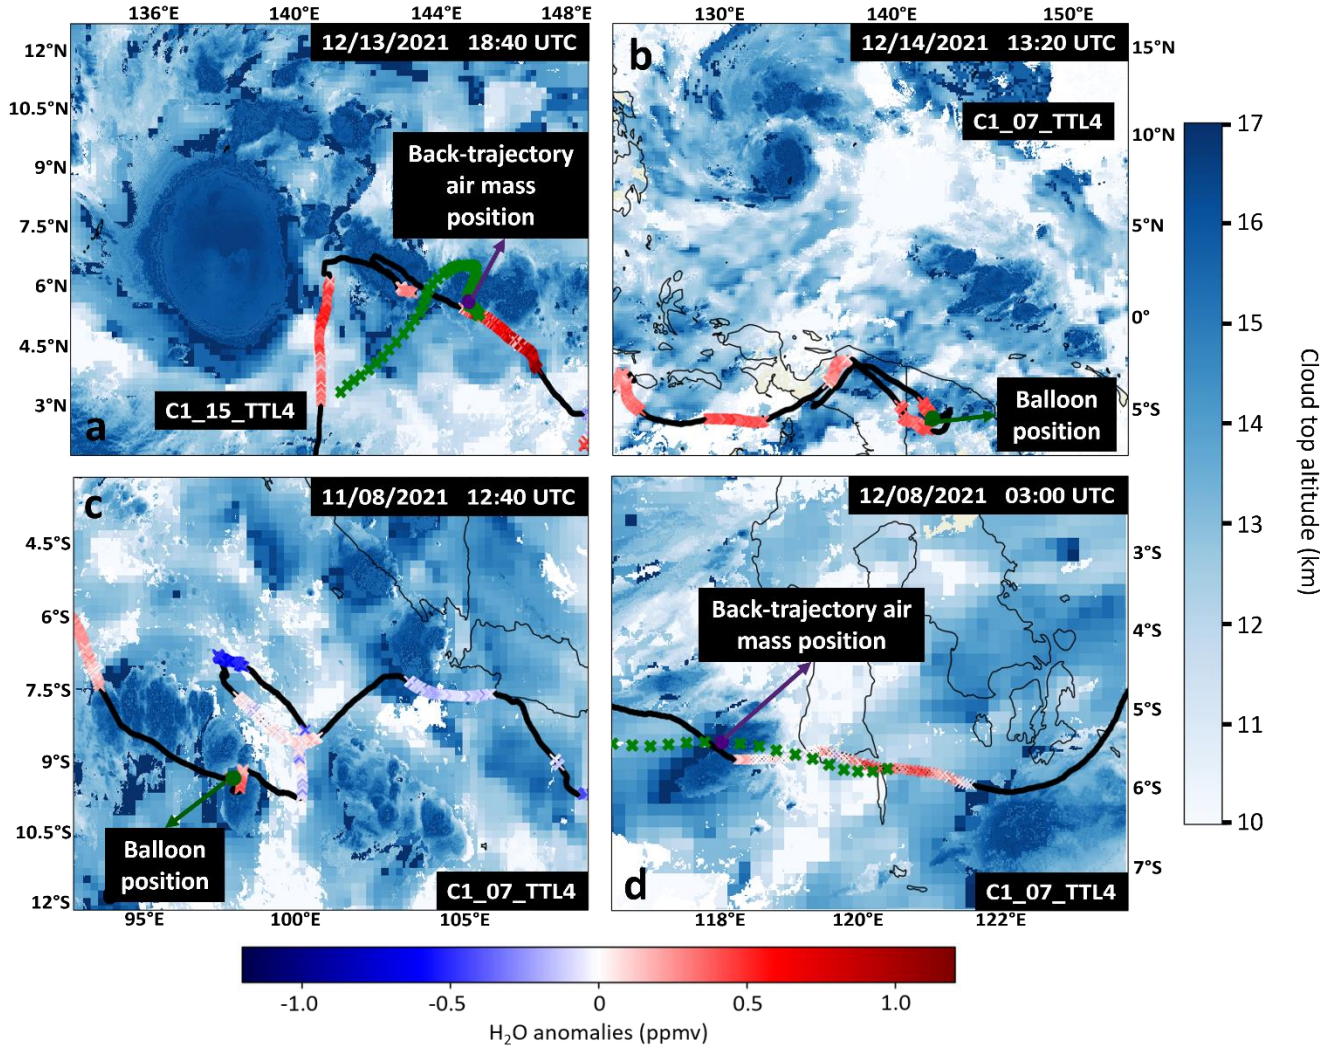 136°E 140°E 144°E 148°E
130°E 140°E 150°E
12°N
10.5°N
9°N
7.5°N
6°N
4.5°N
3°N
12/13/2021 18:40 UTC
Back-trajectory
air mass
position
C1_15_TTL4
a
b
12/14/2021 13:20 UTC
C1_07_TTL4
Balloon
position
15°N
10°N
5°N
0°
5°S
c
11/08/2021 12:40 UTC
4.5°S
6°S
7.5°S
9°S
10.5°S
12°S
Balloon
position
C1_07_TTL4
95°E 100°E 105°E
12/08/2021 03:00 UTC
Back-trajectory air
mass position
d
C1_07_TTL4
3°S
4°S
5°S
6°S
7°S
118°E 120°E 122°E
17
16
15
14
13
12
11
10
Cloud top altitude (km)
-1.0 -0.5 0 0.5 1.0
H₂O anomalies (ppmv)